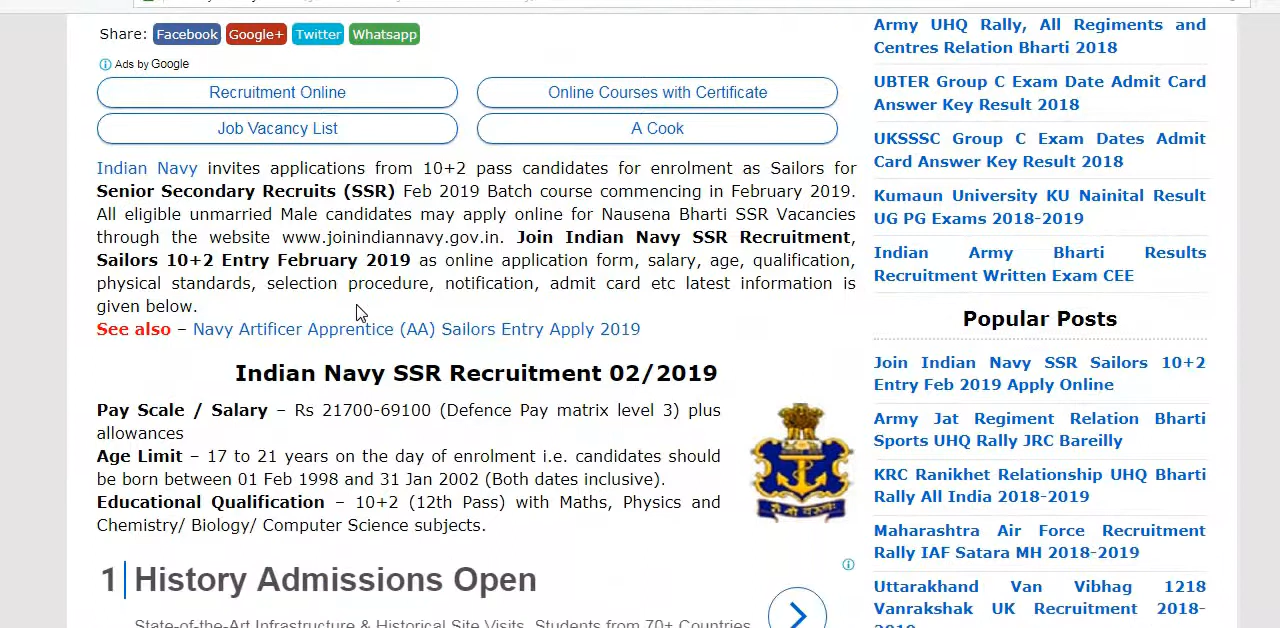 Share: Facebook Google+ Twitter Whatsapp
Ads by Google
Recruitment Online
Online Courses with Certificate
Job Vacancy List
A Cook
Indian Navy invites applications from 10+2 pass candidates for enrolment as Sailors for
Senior Secondary Recruits (SSR) Feb 2019 Batch course commencing in February 2019.
All eligible unmarried Male candidates may apply online for Nausena Bharti SSR Vacancies
through the website www.joinindiannavy.gov.in. Join Indian Navy SSR Recruitment,
Sailors 10+2 Entry February 2019 as online application form, salary, age, qualification,
physical standards, selection procedure, notification, admit card etc latest information is
given below.
See also – Navy Artificer Apprentice (AA) Sailors Entry Apply 2019
Indian Navy SSR Recruitment 02/2019
Pay Scale / Salary – Rs 21700-69100 (Defence Pay matrix level 3) plus
allowances
Age Limit – 17 to 21 years on the day of enrolment i.e. candidates should
be born between 01 Feb 1998 and 31 Jan 2002 (Both dates inclusive).
Educational Qualification – 10+2 (12th Pass) with Maths, Physics and
Chemistry/ Biology/ Computer Science subjects.
1 History Admissions Open
State-of-the-Art Infrastructure & Historical Site Visits. Students from 70+ Countries
Army UHQ Rally, All Regiments and
Centres Relation Bharti 2018
UBTER Group C Exam Date Admit Card
Answer Key Result 2018
UKSSSC Group C Exam Dates Admit
Card Answer Key Result 2018
Kumaun University KU Nainital Result
UG PG Exams 2018-2019
Indian Army Bharti Results
Recruitment Written Exam CEE
Popular Posts
Join Indian Navy SSR Sailors 10+2
Entry Feb 2019 Apply Online
Army Jat Regiment Relation Bharti
Sports UHQ Rally JRC Bareilly
KRC Ranikhet Relationship UHQ Bharti
Rally All India 2018-2019
Maharashtra Air Force Recruitment
Rally IAF Satara MH 2018-2019
Uttarakhand Van Vibhag 1218
Vanrakshak UK Recruitment 2018-
2019